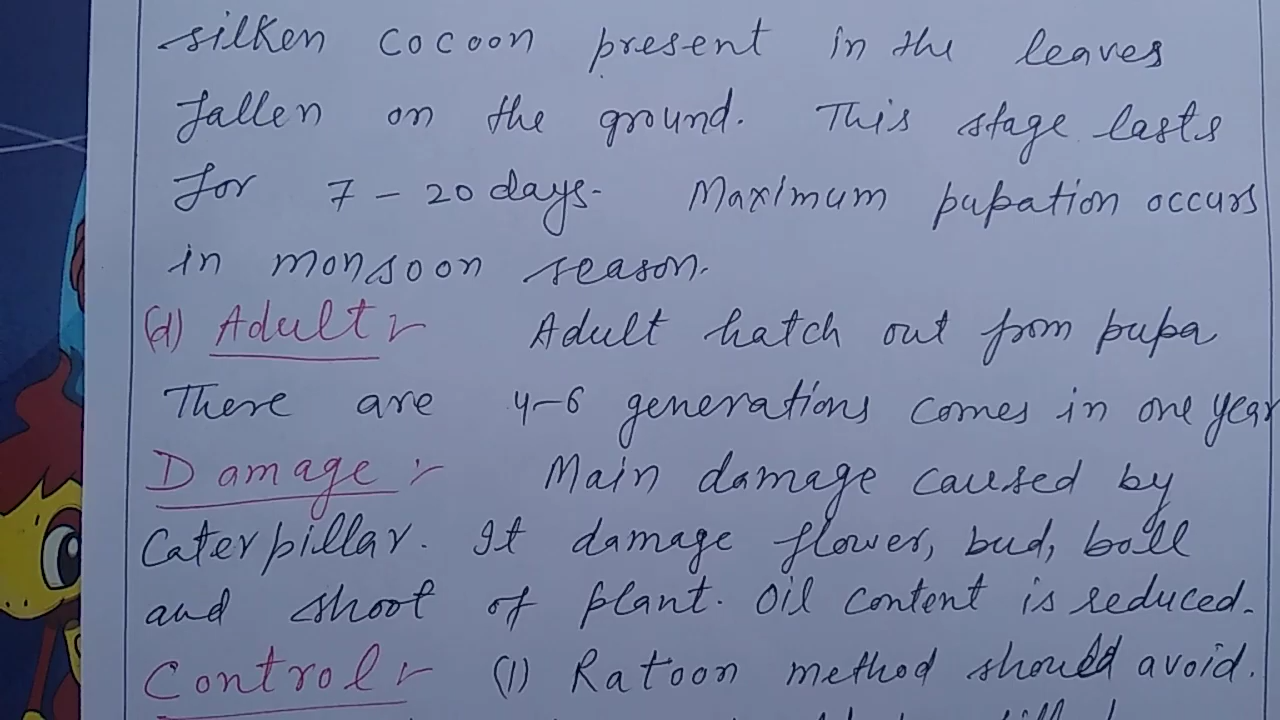 silken cocoon present in the leaves
fallen on the ground. This stage lasts
for 7 - 20 days. Maximum pupation occurs
in monsoon season.
(d) Adult :- Adult hatch out from pupa
There are 4-6 generations comes in one year
Damage :- Main damage caused by
Caterpillar. It damage flower, bud, boll
and shoot of plant. Oil content is reduced.
Control :- (1) Ratoon method should avoid.